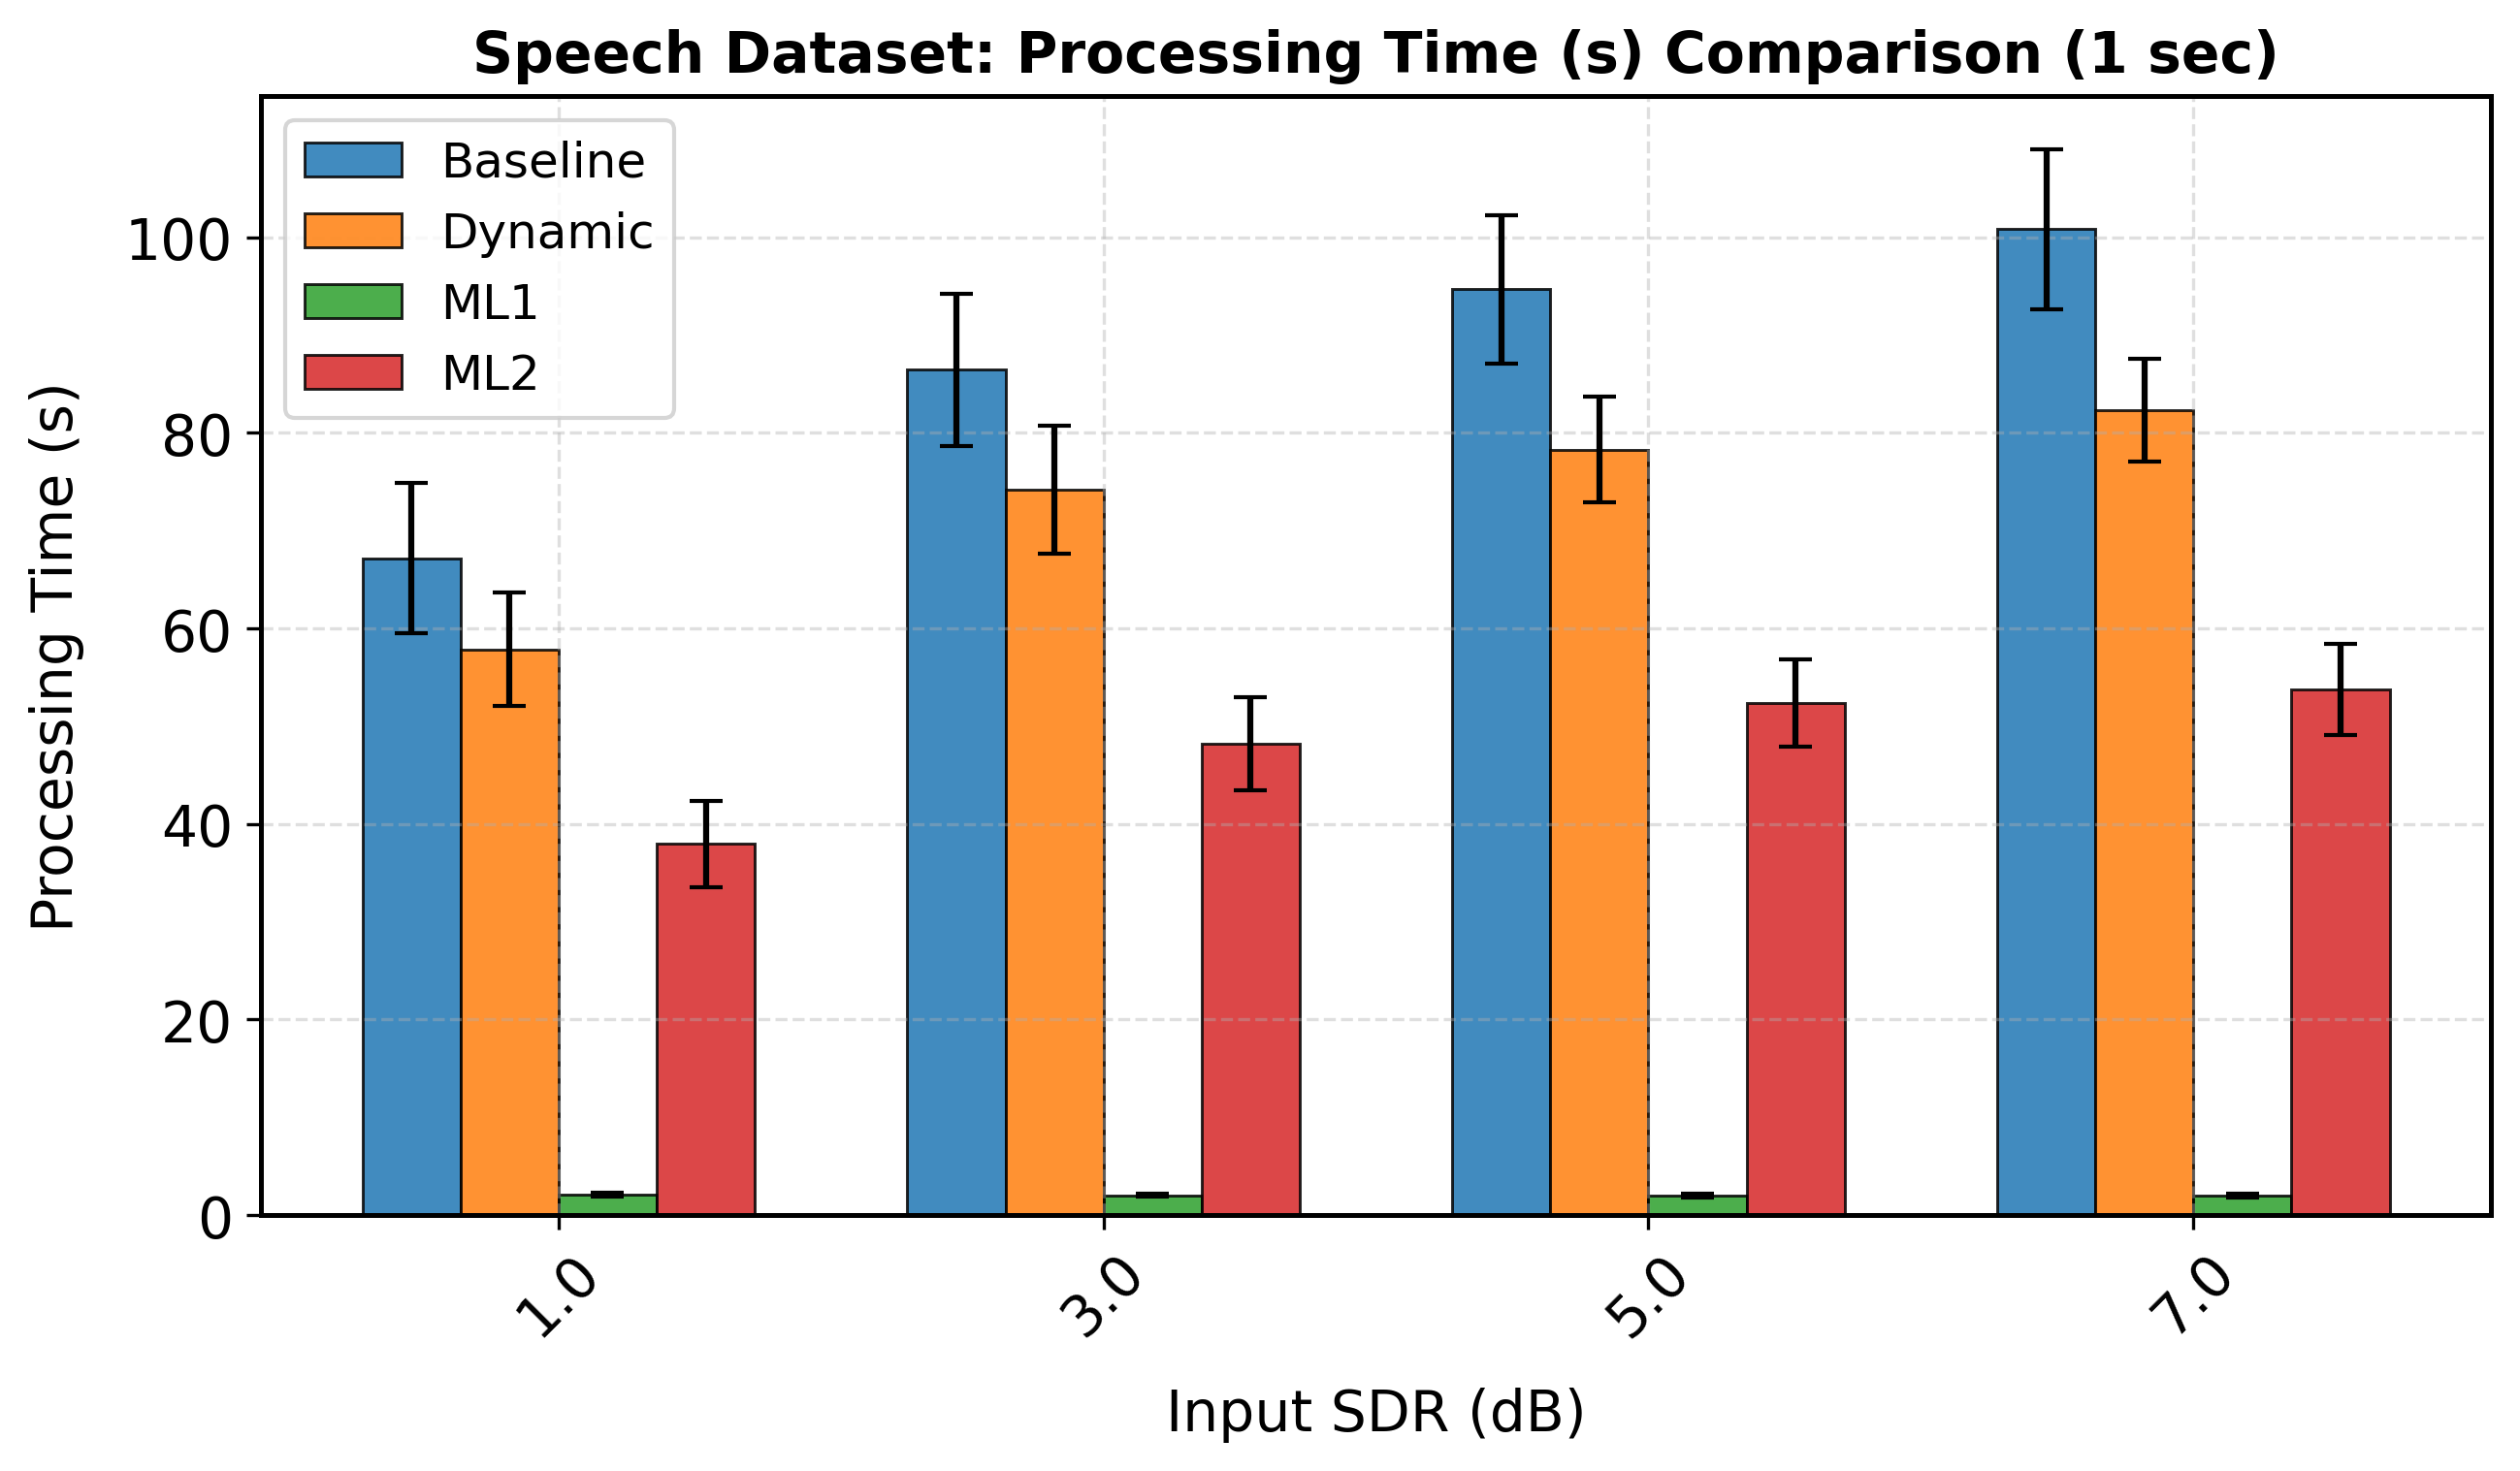 Speech Dataset: Processing Time (s) Comparison (1 sec)
Baseline
Dynamic
ML1
ML2
Processing Time (s)
100
80
60
40
20
0
1.0
3.0
5.0
7.0
Input SDR (dB)